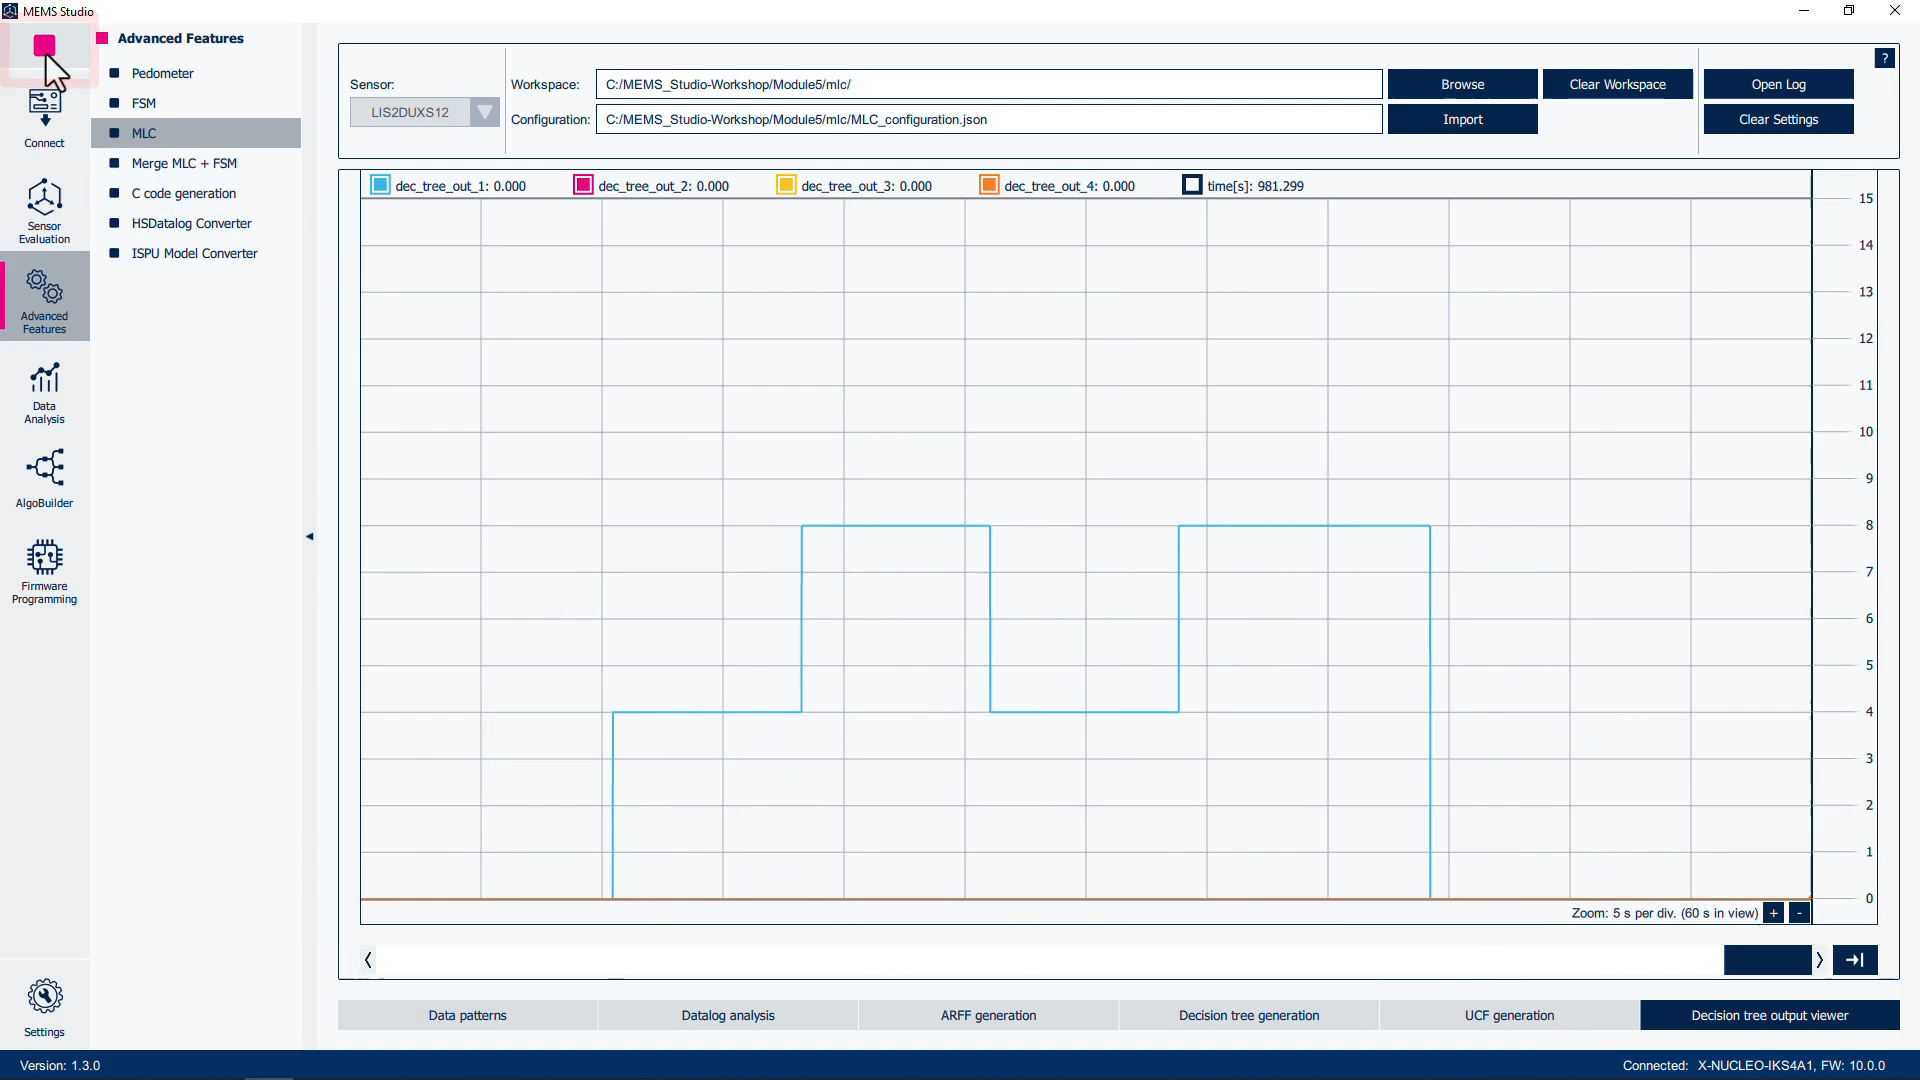 MEMS Studio
Connect
Sensor
Evaluation
Advanced
Features
Data
Analysis
AlgoBuilder
Firmware
Programming
Settings
Advanced Features
Pedometer
FSM
MLC
Merge MLC + FSM
C code generation
HSDatalog Converter
ISPU Model Converter
Sensor:
LIS2DUXS12
Workspace: C:/MEMS_Studio-Workshop/Module5/mlc/ Browse Clear Workspace
Configuration: C:/MEMS_Studio-Workshop/Module5/mlc/MLC_configuration.json Import
Open Log
Clear Settings
?
dec_tree_out_1: 0.000 dec_tree_out_2: 0.000 dec_tree_out_3: 0.000 dec_tree_out_4: 0.000 time[s]: 981.299
15
14
13
12
11
10
9
8
7
6
5
4
3
2
1
0
Zoom: 5 s per div. (60 s in view) + -
Data patterns Datalog analysis ARFF generation Decision tree generation UCF generation Decision tree output viewer
Version: 1.3.0 Connected: X-NUCLEO-IKS4A1, FW: 10.0.0